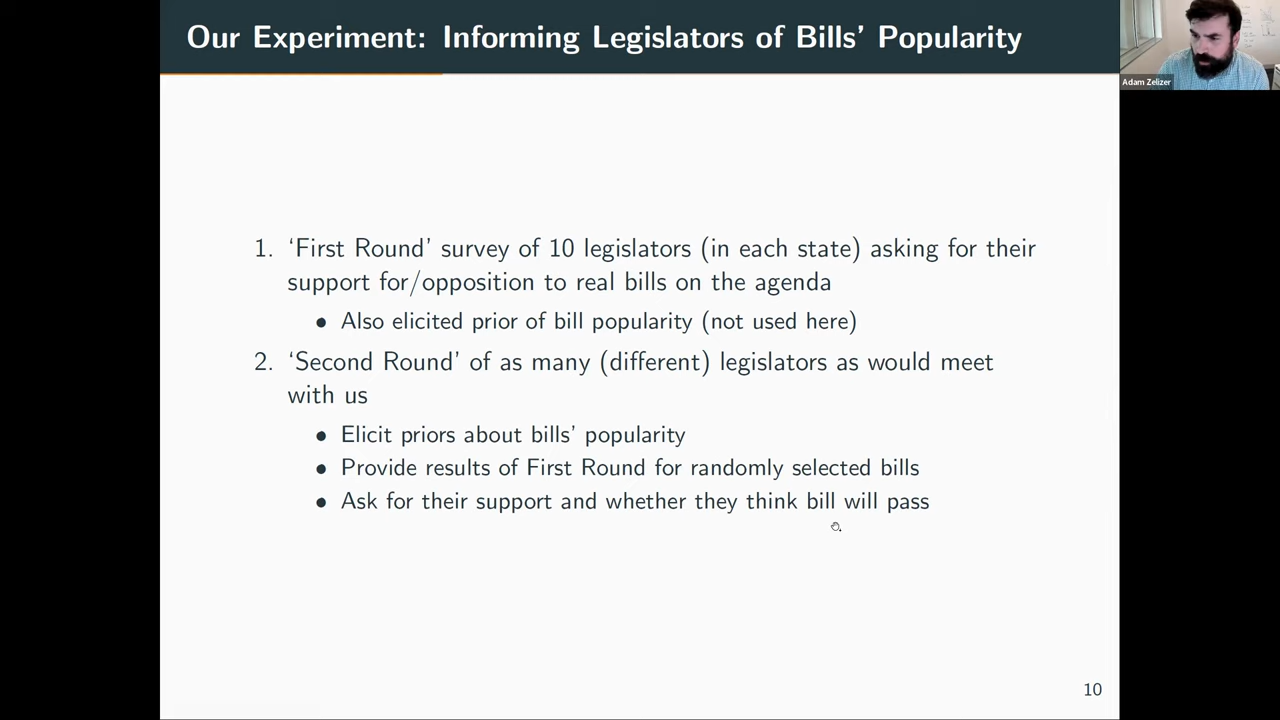 Our Experiment: Informing Legislators of Bills' Popularity
Adam Zelizer
1. ‘First Round’ survey of 10 legislators (in each state) asking for their
support for/opposition to real bills on the agenda
• Also elicited prior of bill popularity (not used here)
2. ‘Second Round’ of as many (different) legislators as would meet
with us
• Elicit priors about bills’ popularity
• Provide results of First Round for randomly selected bills
• Ask for their support and whether they think bill will pass
10